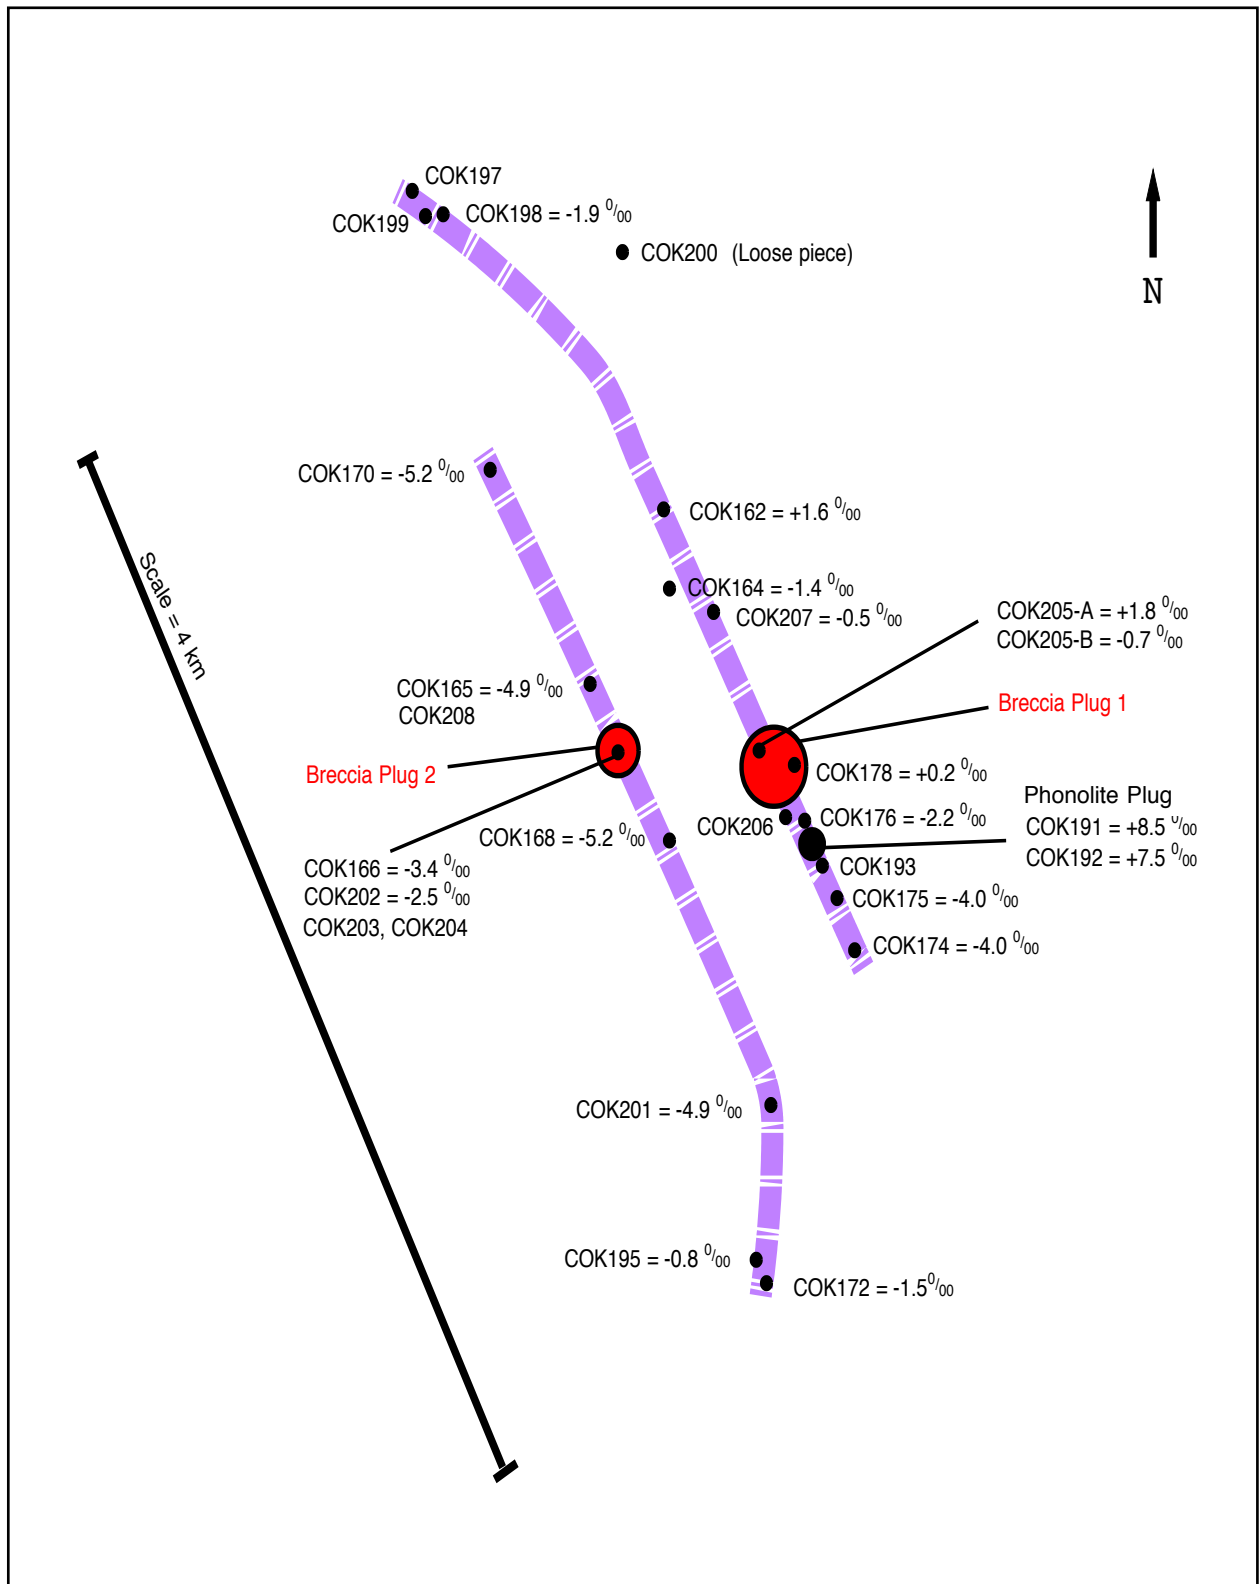 COK197
COK199
COK198 = -1.9 0/00
COK200 (Loose piece)
N
COK170 = -5.2 0/00
Scale = 4 km
COK162 = +1.6 0/00
COK164 = -1.4 0/00
COK207 = -0.5 0/00
COK205-A = +1.8 0/00
COK205-B = -0.7 0/00
COK165 = -4.9 0/00
COK208
Breccia Plug 1
Breccia Plug 2
COK178 = +0.2 0/00
Phonolite Plug
COK191 = +8.5 0/00
COK192 = +7.5 0/00
COK206
COK176 = -2.2 0/00
COK168 = -5.2 0/00
COK166 = -3.4 0/00
COK202 = -2.5 0/00
COK203, COK204
COK193
COK175 = -4.0 0/00
COK174 = -4.0 0/00
COK201 = -4.9 0/00
COK195 = -0.8 0/00
COK172 = -1.50/00